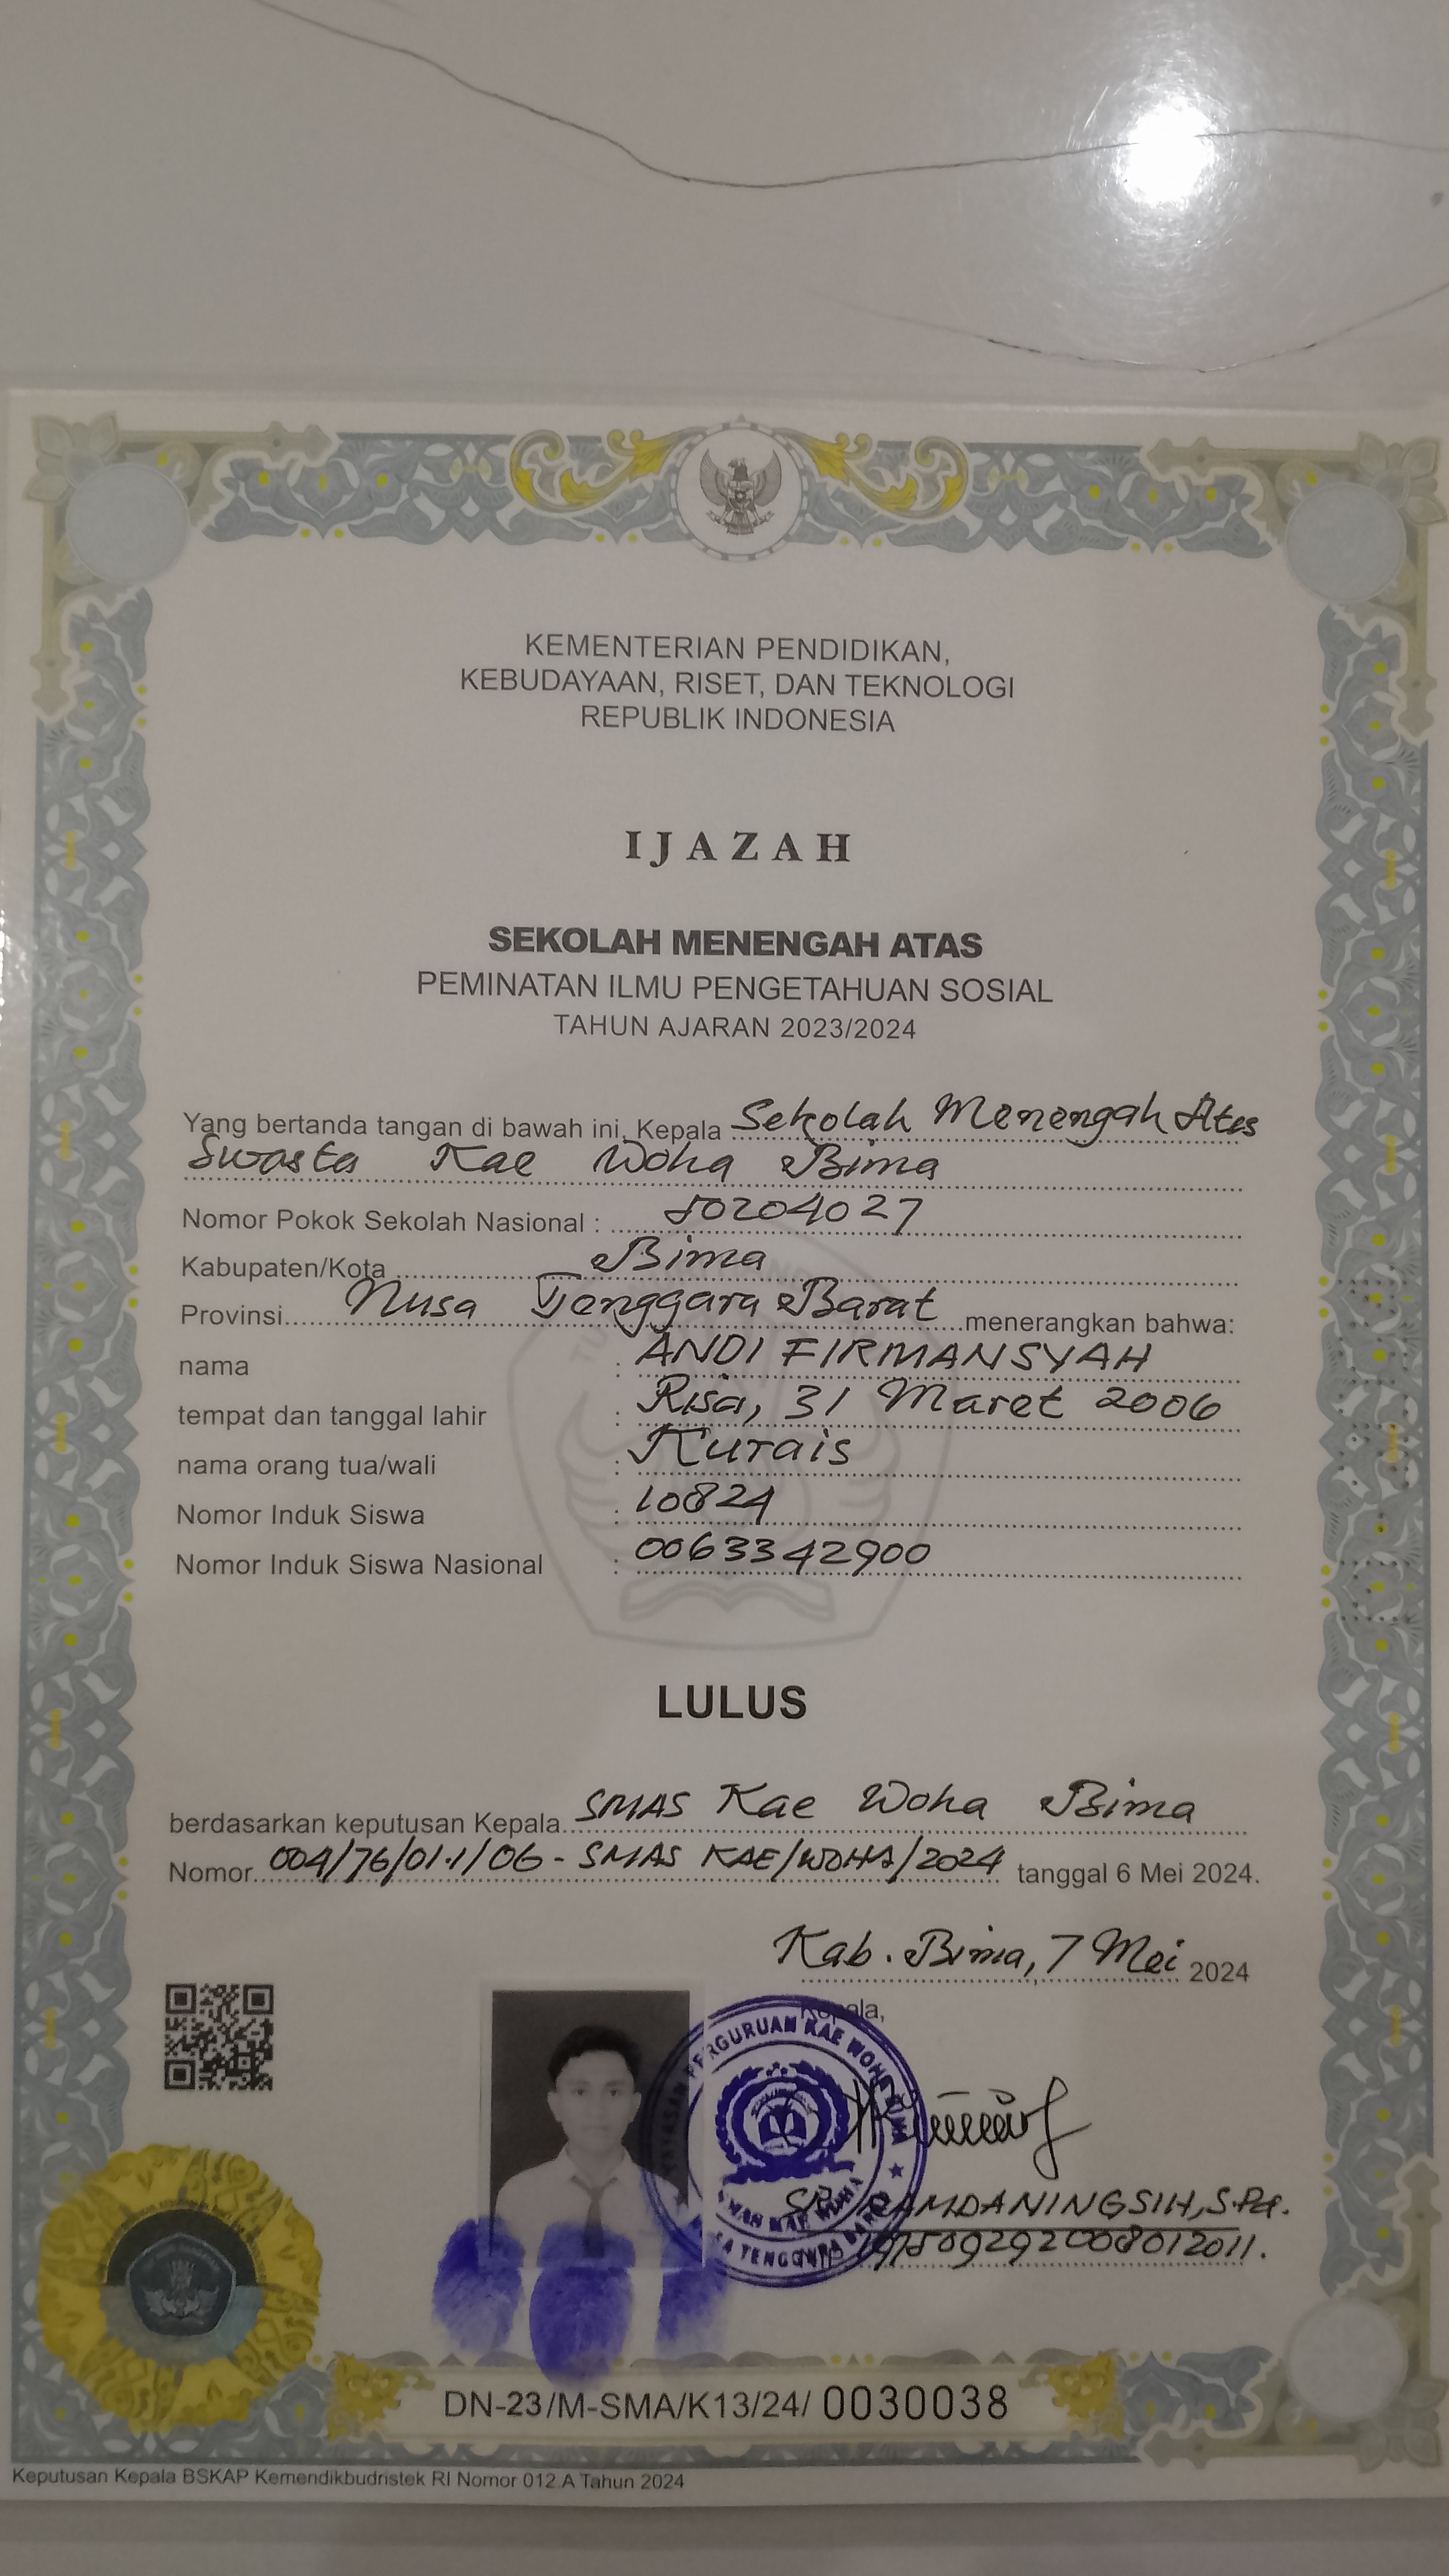 KEMENTERIAN PENDIDIKAN,
KEBUDAYAAN, RISET, DAN TEKNOLOGI
REPUBLIK INDONESIA
IJAZAH
SEKOLAH MENENGAH ATAS
PEMINATAN ILMU PENGETAHUAN SOSIAL
TAHUN AJARAN 2023/2024
Yang bertanda tangan di bawah ini, Kepala Sekolah Menengah Atas
Swasta Kae Woha Bima
Nomor Pokok Sekolah Nasional : 50204027
Kabupaten/Kota Bima
Provinsi Nusa Tenggara Barat menerangkan bahwa:
nama : ANDI FIRMANSYAH
tempat dan tanggal lahir : Risa, 31 Maret 2006
nama orang tua/wali : Kurais
Nomor Induk Siswa : 10824
Nomor Induk Siswa Nasional : 0063342900
LULUS
berdasarkan keputusan Kepala SMAS Kae Woha Bima
Nomor 004/76/01.1/06 - SMAS KAE/WOHA/2024 tanggal 6 Mei 2024.
Kab. Bima, 7 Mei 2024
Kepala,
PERGURUAN KAE WOHA
RAMDANINGSIH, S.Pd.
197509292008012011.
DN-23/M-SMA/K13/24/ 0030038
Keputusan Kepala BSKAP Kemendikbudristek RI Nomor 012.A Tahun 2024